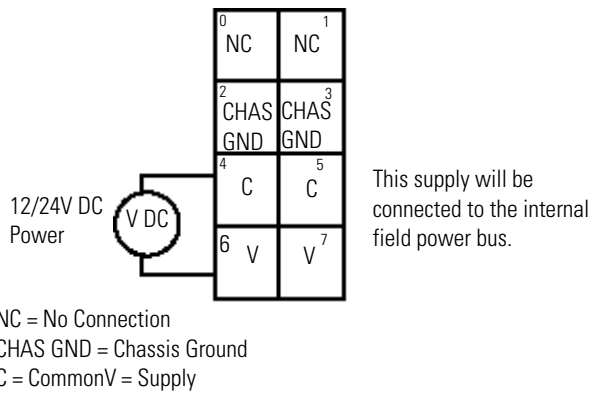 0 1
NC NC
2 3
CHAS CHAS
GND GND
4 5
C C
12/24V DC
Power
V DC
6 7
V V
This supply will be
connected to the internal
field power bus.
NC = No Connection
CHAS GND = Chassis Ground
C = CommonV = Supply